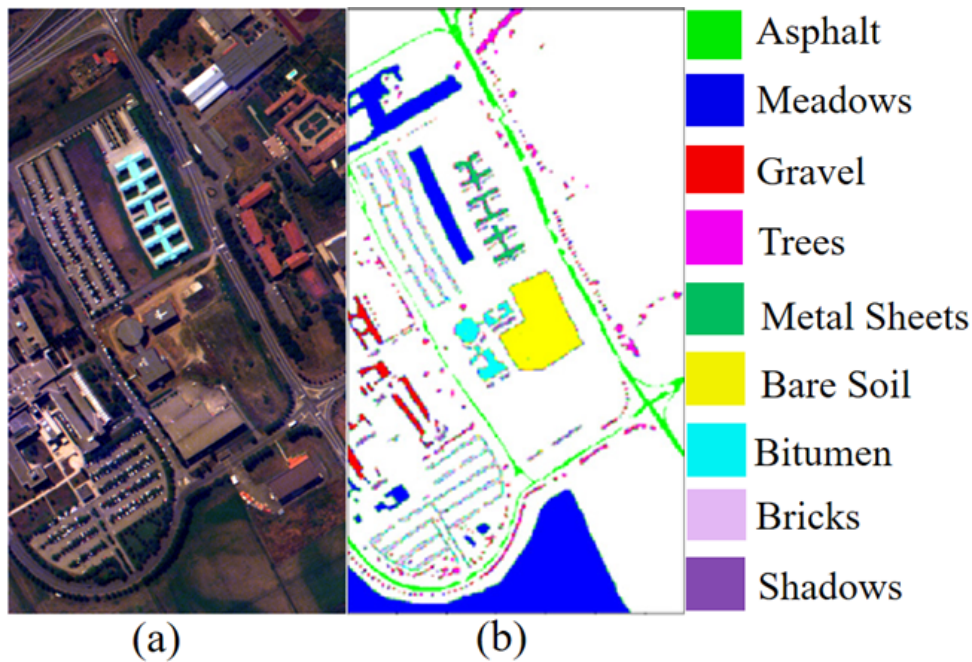 Asphalt
Meadows
Gravel
Trees
Metal Sheets
Bare Soil
Bitumen
Bricks
Shadows
(a) (b)